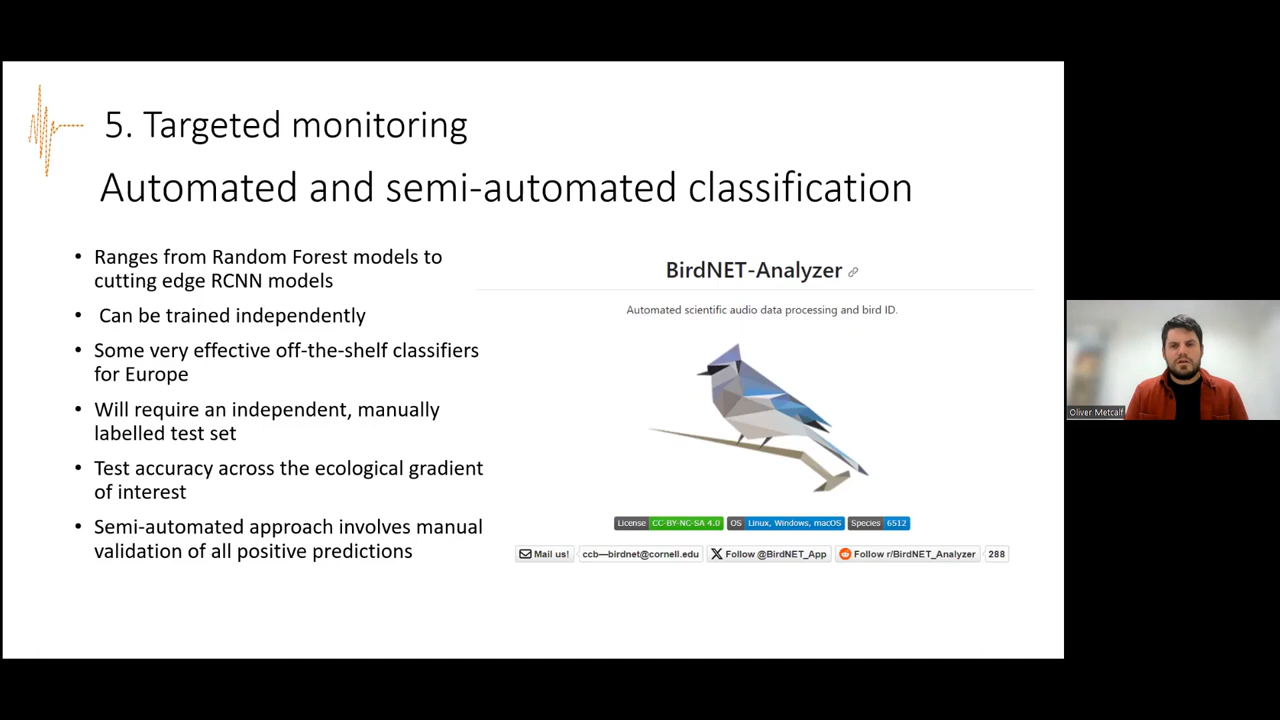 5. Targeted monitoring
Automated and semi-automated classification
• Ranges from Random Forest models to
cutting edge RCNN models
• Can be trained independently
• Some very effective off-the-shelf classifiers
for Europe
• Will require an independent, manually
labelled test set
• Test accuracy across the ecological gradient
of interest
• Semi-automated approach involves manual
validation of all positive predictions
BirdNET-Analyzer
Automated scientific audio data processing and bird ID.
License CC-BY-NC-SA 4.0 OS Linux, Windows, macOS Species 6512
Mail us! ccb—birdnet@cornell.edu X Follow @BirdNET_App Follow r/BirdNET_Analyzer 288
Oliver Metcalf